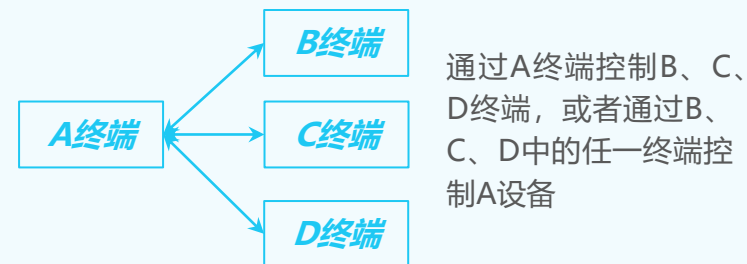 B终端
A终端
C终端
D终端
通过A终端控制B、C、
D终端，或者通过B、
C、D中的任一终端控
制A设备